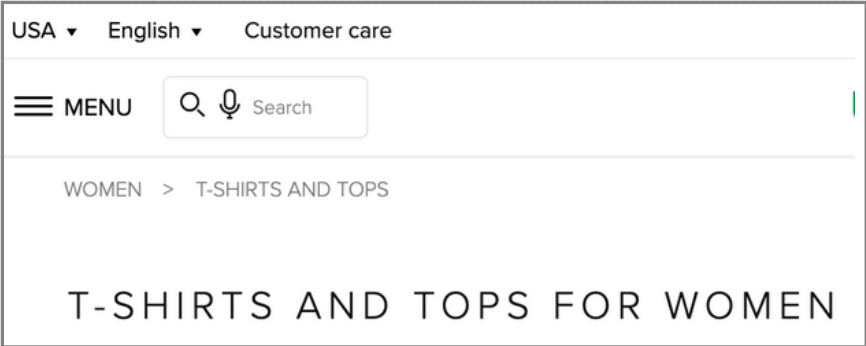 USA English Customer care
MENU Search
WOMEN > T-SHIRTS AND TOPS
T-SHIRTS AND TOPS FOR WOMEN